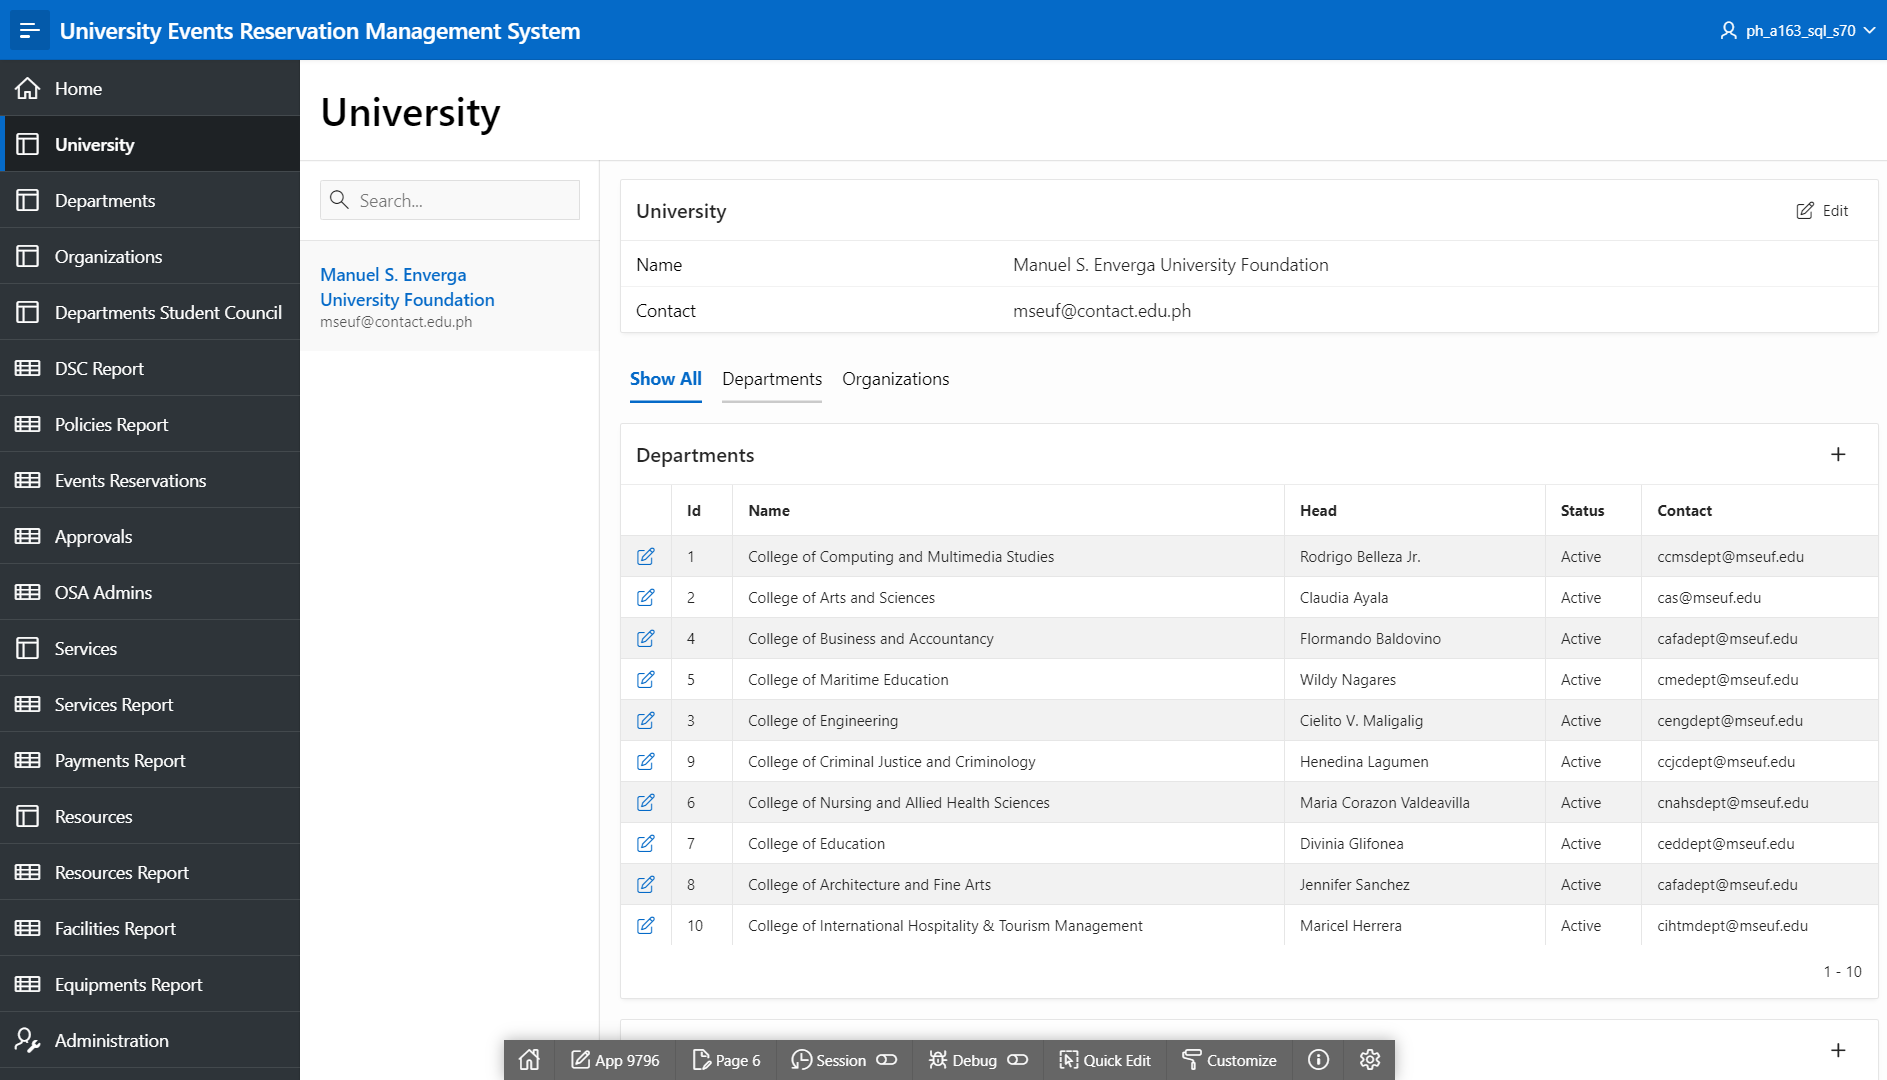 University Events Reservation Management System
ph_a163_sql_s70
Home
University
Departments
Organizations
Departments Student Council
DSC Report
Policies Report
Events Reservations
Approvals
OSA Admins
Services
Services Report
Payments Report
Resources
Resources Report
Facilities Report
Equipments Report
Administration
University
Search...
Manuel S. Enverga
University Foundation
mseuf@contact.edu.ph
University
Edit
Name Manuel S. Enverga University Foundation
Contact mseuf@contact.edu.ph
Show All Departments Organizations
Departments
Id Name Head Status Contact
1 College of Computing and Multimedia Studies Rodrigo Belleza Jr. Active ccmsdept@mseuf.edu
2 College of Arts and Sciences Claudia Ayala Active cas@mseuf.edu
4 College of Business and Accountancy Flormando Baldovino Active cafadept@mseuf.edu
5 College of Maritime Education Wildy Nagares Active cmedept@mseuf.edu
3 College of Engineering Cielito V. Maligalig Active cengdept@mseuf.edu
9 College of Criminal Justice and Criminology Henedina Lagumen Active ccjcdept@mseuf.edu
6 College of Nursing and Allied Health Sciences Maria Corazon Valdeavilla Active cnahsdept@mseuf.edu
7 College of Education Divinia Glifonea Active ceddept@mseuf.edu
8 College of Architecture and Fine Arts Jennifer Sanchez Active cafadept@mseuf.edu
10 College of International Hospitality & Tourism Management Maricel Herrera Active cihtmdept@mseuf.edu
1 - 10
App 9796 Page 6 Session Debug Quick Edit Customize